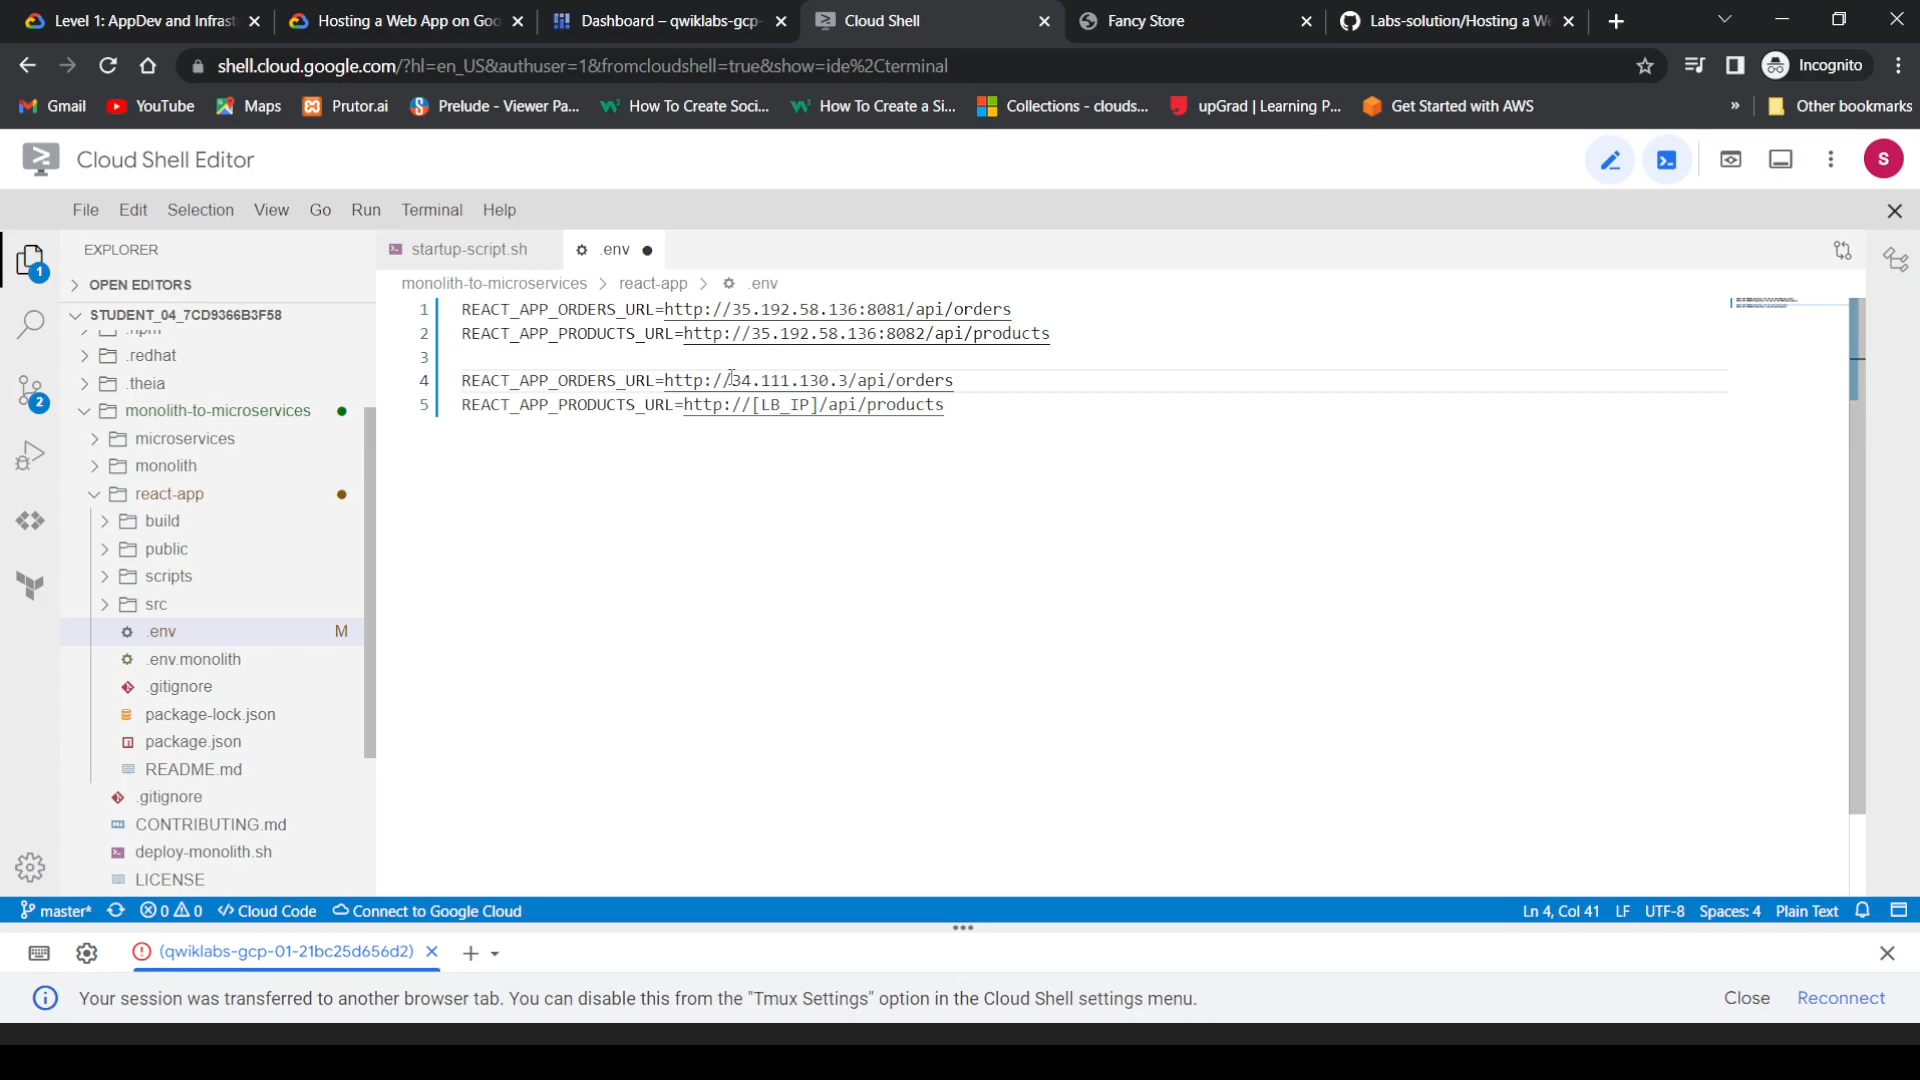 Level 1: AppDev and Infrast
Hosting a Web App on Goo
Dashboard – qwiklabs-gcp-
Cloud Shell
Fancy Store
Labs-solution/Hosting a We
shell.cloud.google.com/?hl=en_US&authuser=1&fromcloudshell=true&show=ide%2Cterminal
Incognito
Gmail
YouTube
Maps
Prutor.ai
Prelude - Viewer Pa...
How To Create Soci...
How To Create a Si...
Collections - clouds...
upGrad | Learning P...
Get Started with AWS
»
Other bookmarks
Cloud Shell Editor
S
File Edit Selection View Go Run Terminal Help
EXPLORER
startup-script.sh
.env
OPEN EDITORS
monolith-to-microservices > react-app > .env
STUDENT_04_7CD9366B3F58
1 REACT_APP_ORDERS_URL=http://35.192.58.136:8081/api/orders
2 REACT_APP_PRODUCTS_URL=http://35.192.58.136:8082/api/products
3
4 REACT_APP_ORDERS_URL=http://34.111.130.3/api/orders
5 REACT_APP_PRODUCTS_URL=http://[LB_IP]/api/products
1
2
.npm
.redhat
.theia
monolith-to-microservices
microservices
monolith
react-app
build
public
scripts
src
.env M
.env.monolith
.gitignore
package-lock.json
package.json
README.md
.gitignore
CONTRIBUTING.md
deploy-monolith.sh
LICENSE
master* 0 0 Cloud Code Connect to Google Cloud
Ln 4, Col 41 LF UTF-8 Spaces: 4 Plain Text
(qwiklabs-gcp-01-21bc25d656d2)
Your session was transferred to another browser tab. You can disable this from the "Tmux Settings" option in the Cloud Shell settings menu.
Close Reconnect